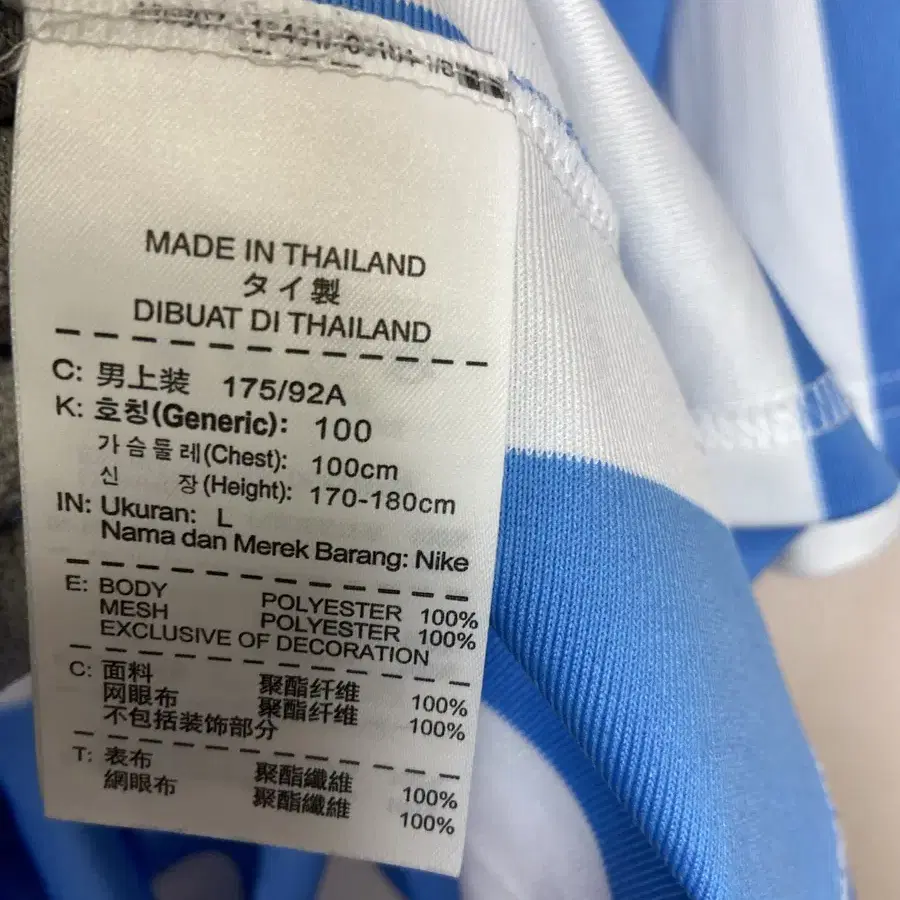 MADE IN THAILAND
タイ製
DIBUAT DI THAILAND
C: 男上装 175/92A
K: 호칭(Generic): 100
가슴둘레(Chest): 100cm
신 장(Height): 170-180cm
IN: Ukuran: L
Nama dan Merek Barang: Nike
E: BODY POLYESTER 100%
MESH POLYESTER 100%
EXCLUSIVE OF DECORATION
C: 面料 聚酯纤维 100%
网眼布 聚酯纤维 100%
不包括装饰部分
T: 表布 聚酯纖維 100%
網眼布 聚酯纖維 100%